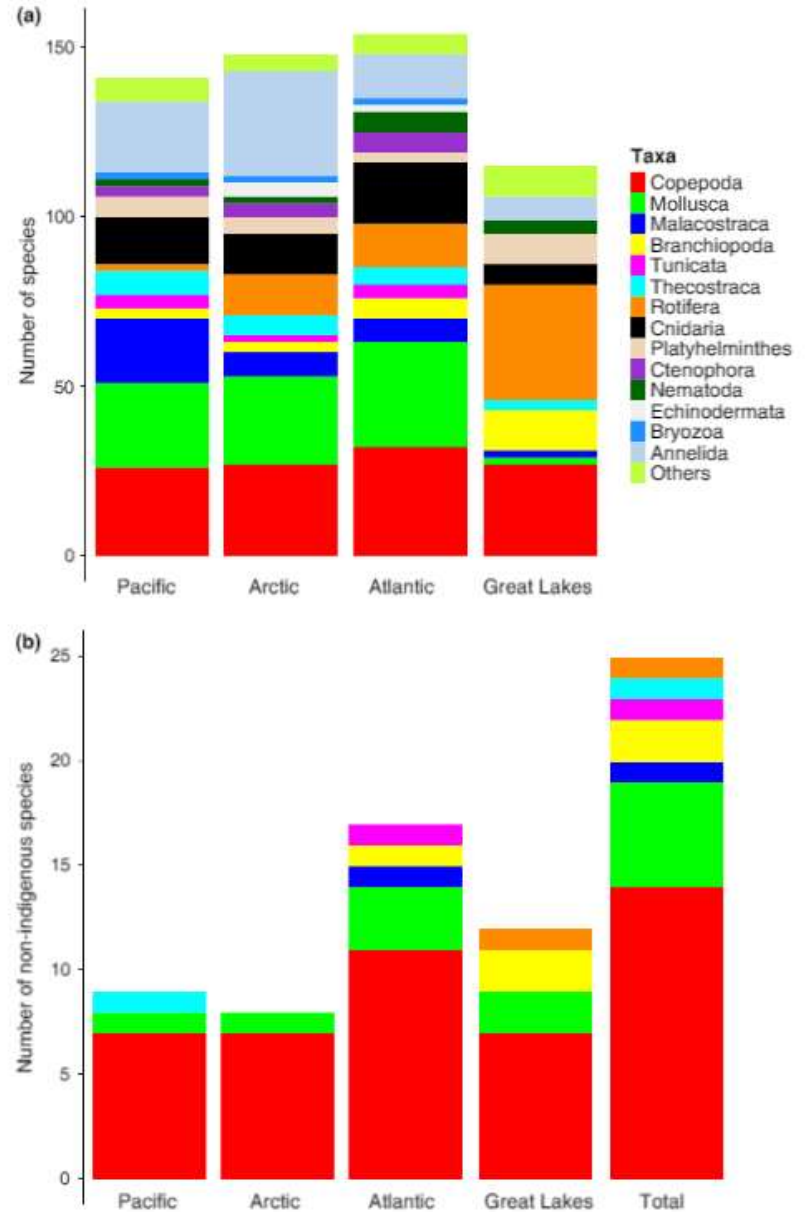 (a)
150
100
50
0
Number of species
Pacific
Arctic
Atlantic
Great Lakes
Taxa
Copepoda
Mollusca
Malacostraca
Branchiopoda
Tunicata
Thecostraca
Rotifera
Cnidaria
Platyhelminthes
Ctenophora
Nematoda
Echinodermata
Bryozoa
Annelida
Others
(b)
25
20
15
10
5
0
Number of non-indigenous species
Pacific
Arctic
Atlantic
Great Lakes
Total